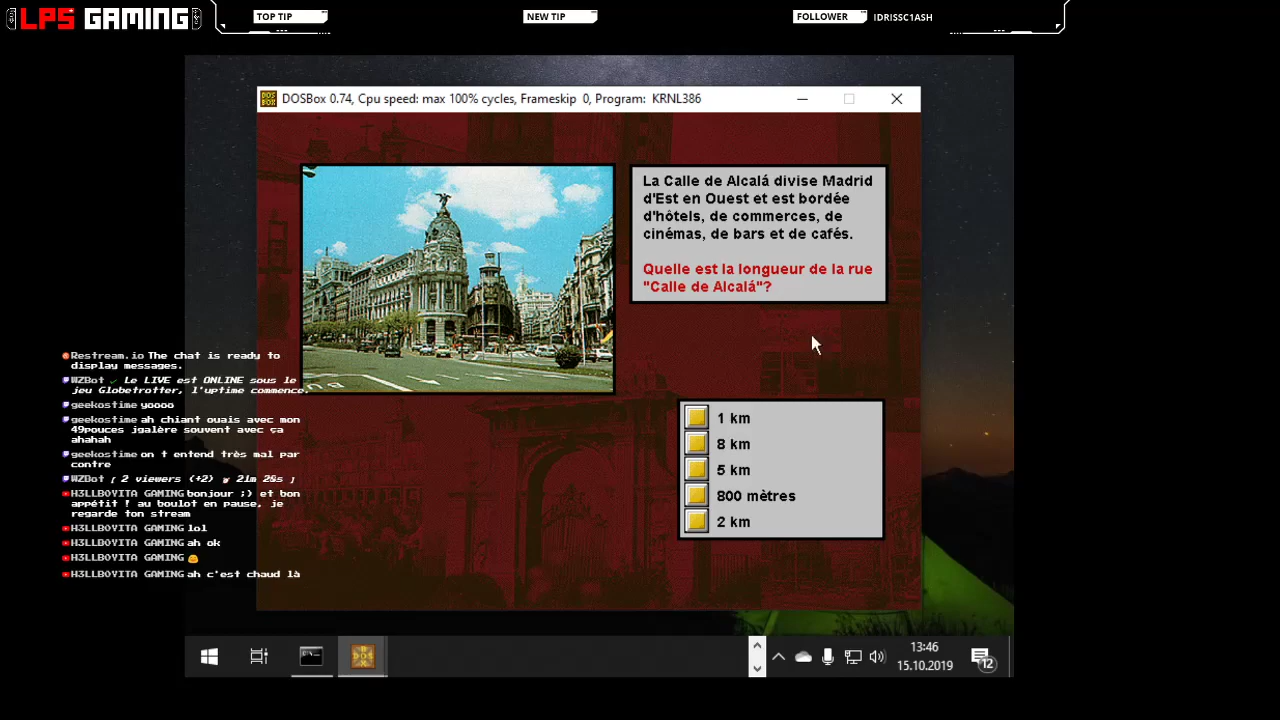 LPS GAMING
TOP TIP
NEW TIP
FOLLOWER IDRISSC1ASH
DOSBox 0.74, Cpu speed: max 100% cycles, Frameskip 0, Program: KRNL386
La Calle de Alcalá divise Madrid
d'Est en Ouest et est bordée
d'hôtels, de commerces, de
cinémas, de bars et de cafés.
Quelle est la longueur de la rue
"Calle de Alcalá"?
1 km
8 km
5 km
800 mètres
2 km
Restream.io The chat is ready to
display messages.
WZBot ✓ Le LIVE est ONLINE sous le
jeu Globetrotter, l'uptime commence.
geekostime yoooo
geekostime ah chiant ouais avec mon
49pouces jgalère souvent avec ça
ahahah
geekostime on t entend très mal par
contre
WZBot [ 2 viewers (+2) 21m 20s ]
H3LLBOYITA GAMING bonjour ;) et bon
appétit ! au boulot en pause, je
regarde ton stream
H3LLBOYITA GAMING lol
H3LLBOYITA GAMING ah ok
H3LLBOYITA GAMING
H3LLBOYITA GAMING ah c'est chaud là
13:46
15.10.2019
12